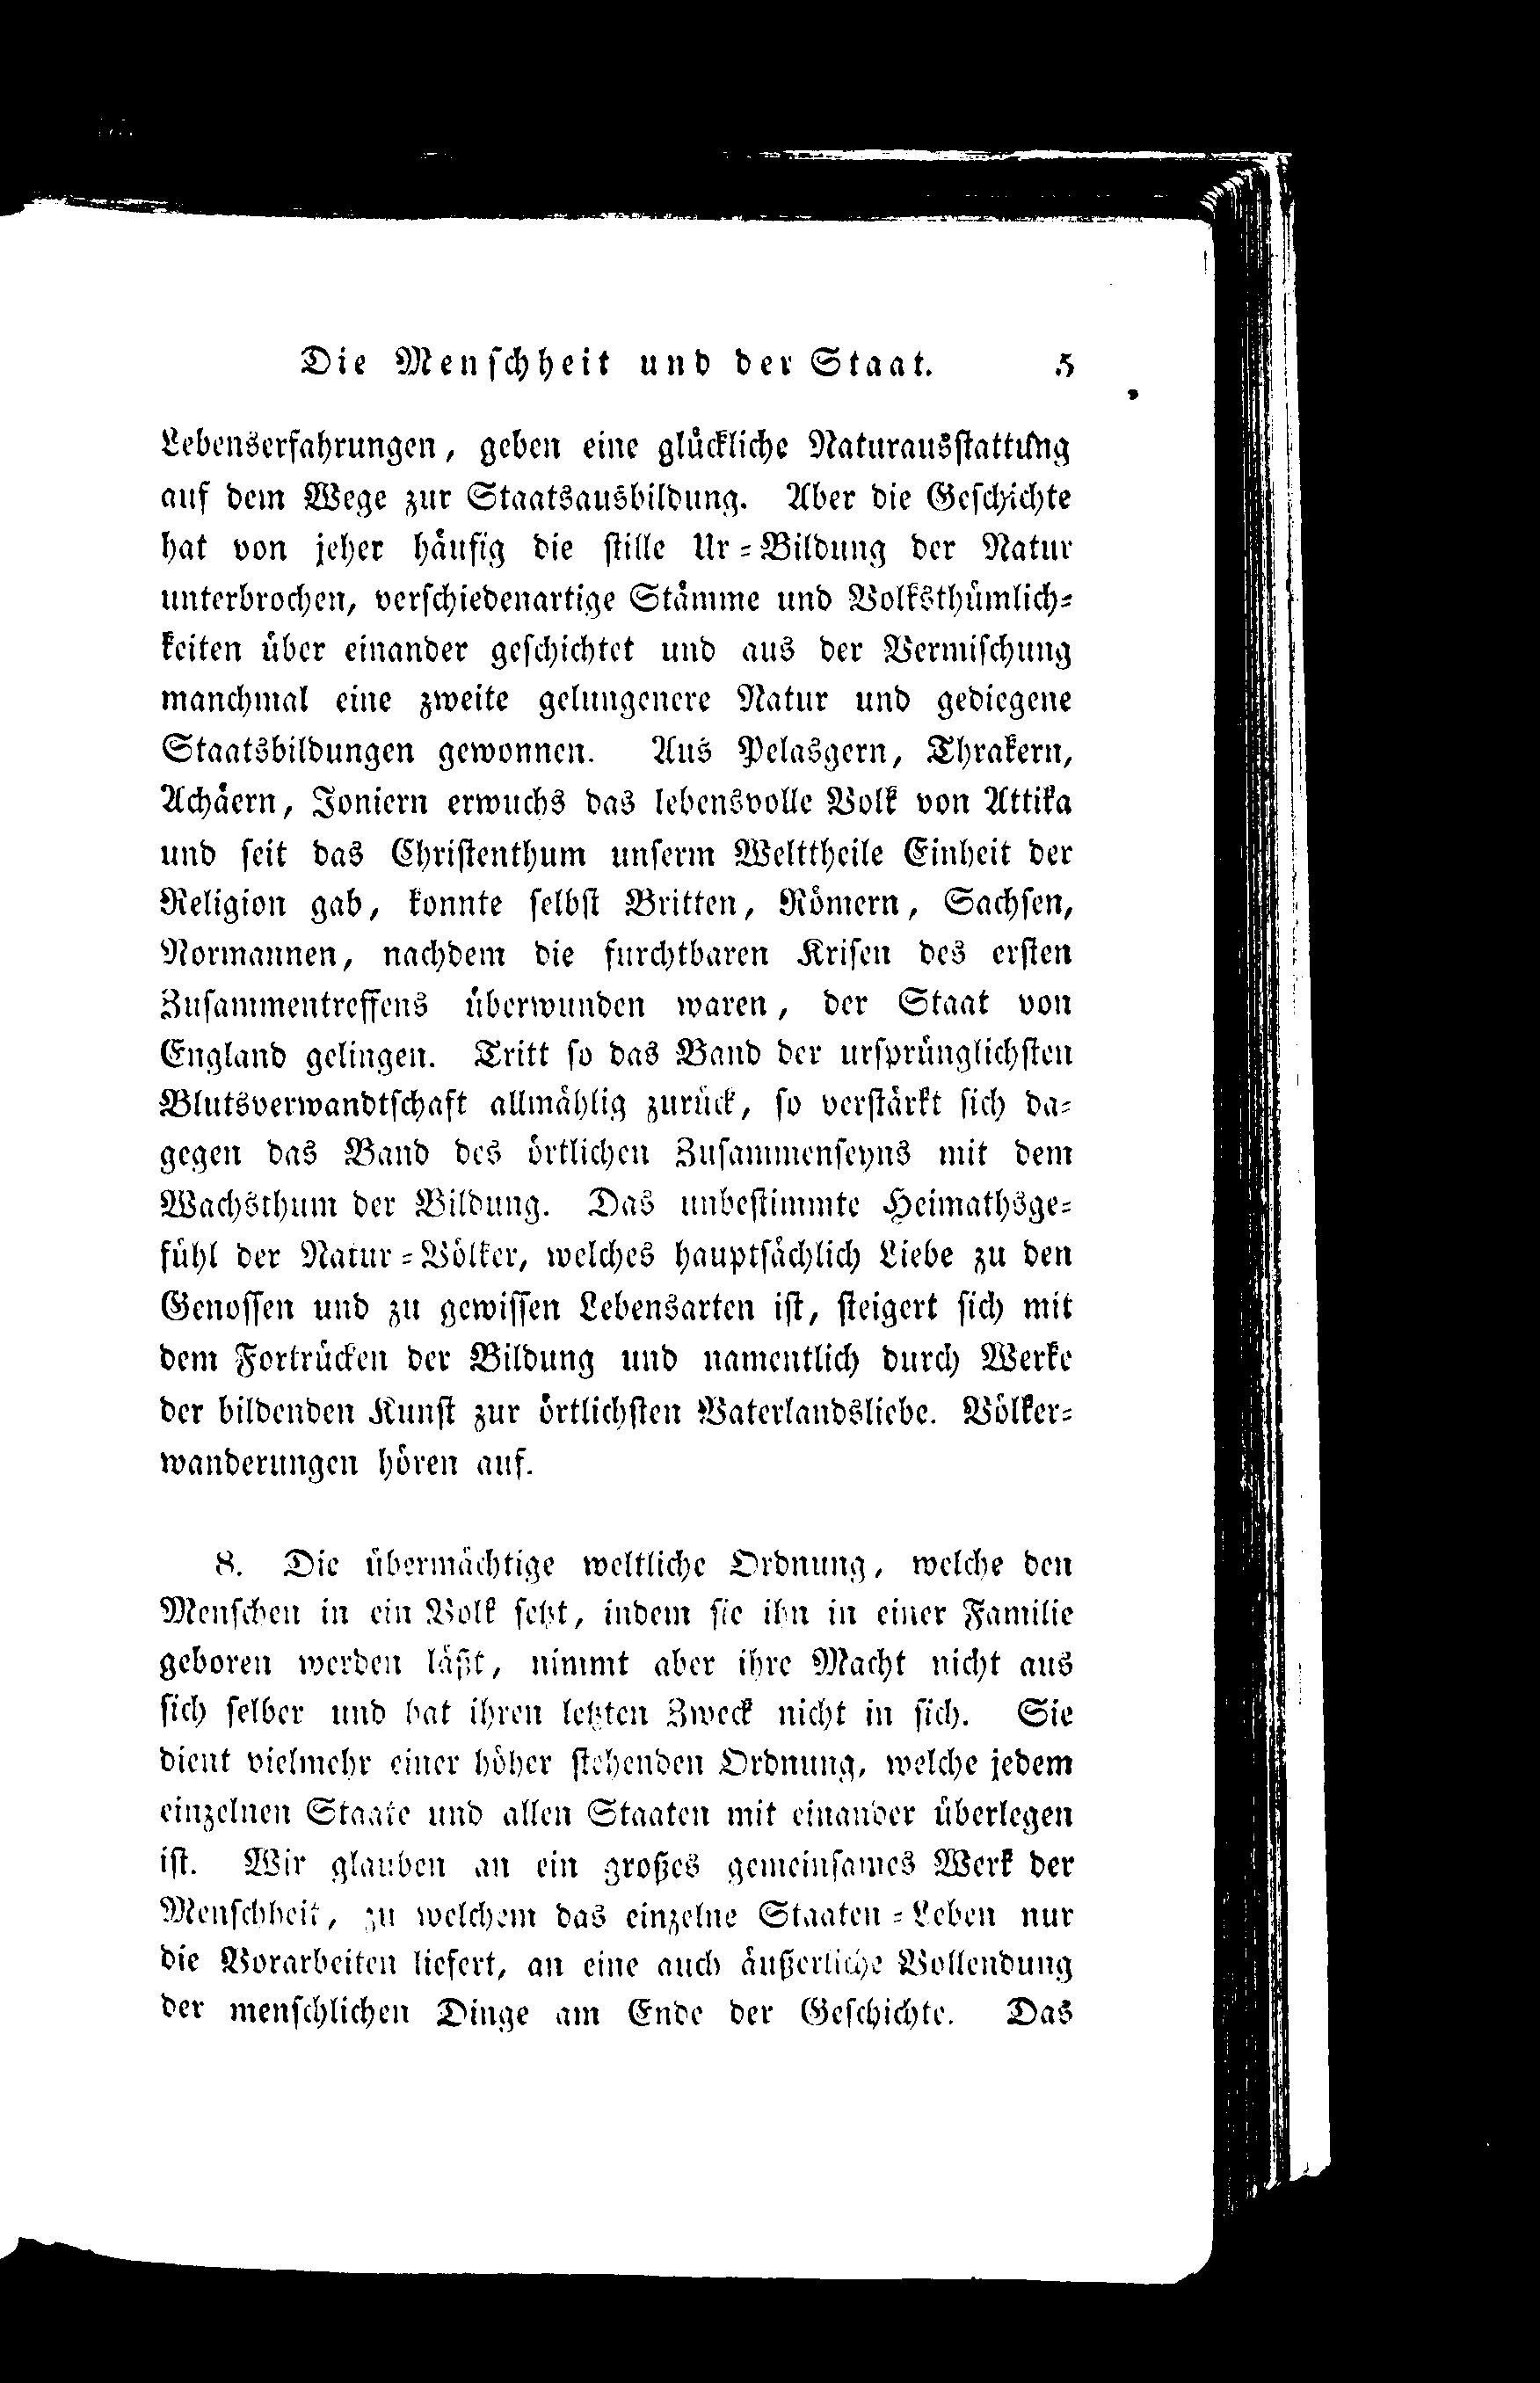 Die Menschheit und der Staat. 5
Lebenserfahrungen, geben eine glückliche Naturausstattung
auf dem Wege zur Staatsausbildung. Aber die Geschichte
hat von jeher häufig die stille Ur=Bildung der Natur
unterbrochen, verschiedenartige Stämme und Volksthümlich=
keiten über einander geschichtet und aus der Vermischung
manchmal eine zweite gelungenere Natur und gediegene
Staatsbildungen gewonnen. Aus Pelasgern, Thrakern,
Achäern, Joniern erwuchs das lebensvolle Volk von Attika
und seit das Christenthum unserm Welttheile Einheit der
Religion gab, konnte selbst Britten, Römern, Sachsen,
Normannen, nachdem die furchtbaren Krisen des ersten
Zusammentreffens überwunden waren, der Staat von
England gelingen. Tritt so das Band der ursprünglichsten
Blutsverwandtschaft allmählig zurück, so verstärkt sich da=
gegen das Band des örtlichen Zusammenseyns mit dem
Wachsthum der Bildung. Das unbestimmte Heimathsge=
fühl der Natur=Völker, welches hauptsächlich Liebe zu den
Genossen und zu gewissen Lebensarten ist, steigert sich mit
dem Fortrücken der Bildung und namentlich durch Werke
der bildenden Kunst zur örtlichsten Vaterlandsliebe. Völker=
wanderungen hören auf.
8. Die übermächtige weltliche Ordnung, welche den
Menschen in ein Volk setzt, indem sie ihn in einer Familie
geboren werden läßt, nimmt aber ihre Macht nicht aus
sich selber und hat ihren letzten Zweck nicht in sich. Sie
dient vielmehr einer höher stehenden Ordnung, welche jedem
einzelnen Staate und allen Staaten mit einander überlegen
ist. Wir glauben an ein großes gemeinsames Werk der
Menschheit, zu welchem das einzelne Staaten=Leben nur
die Vorarbeiten liefert, an eine auch äußerliche Vollendung
der menschlichen Dinge am Ende der Geschichte. Das